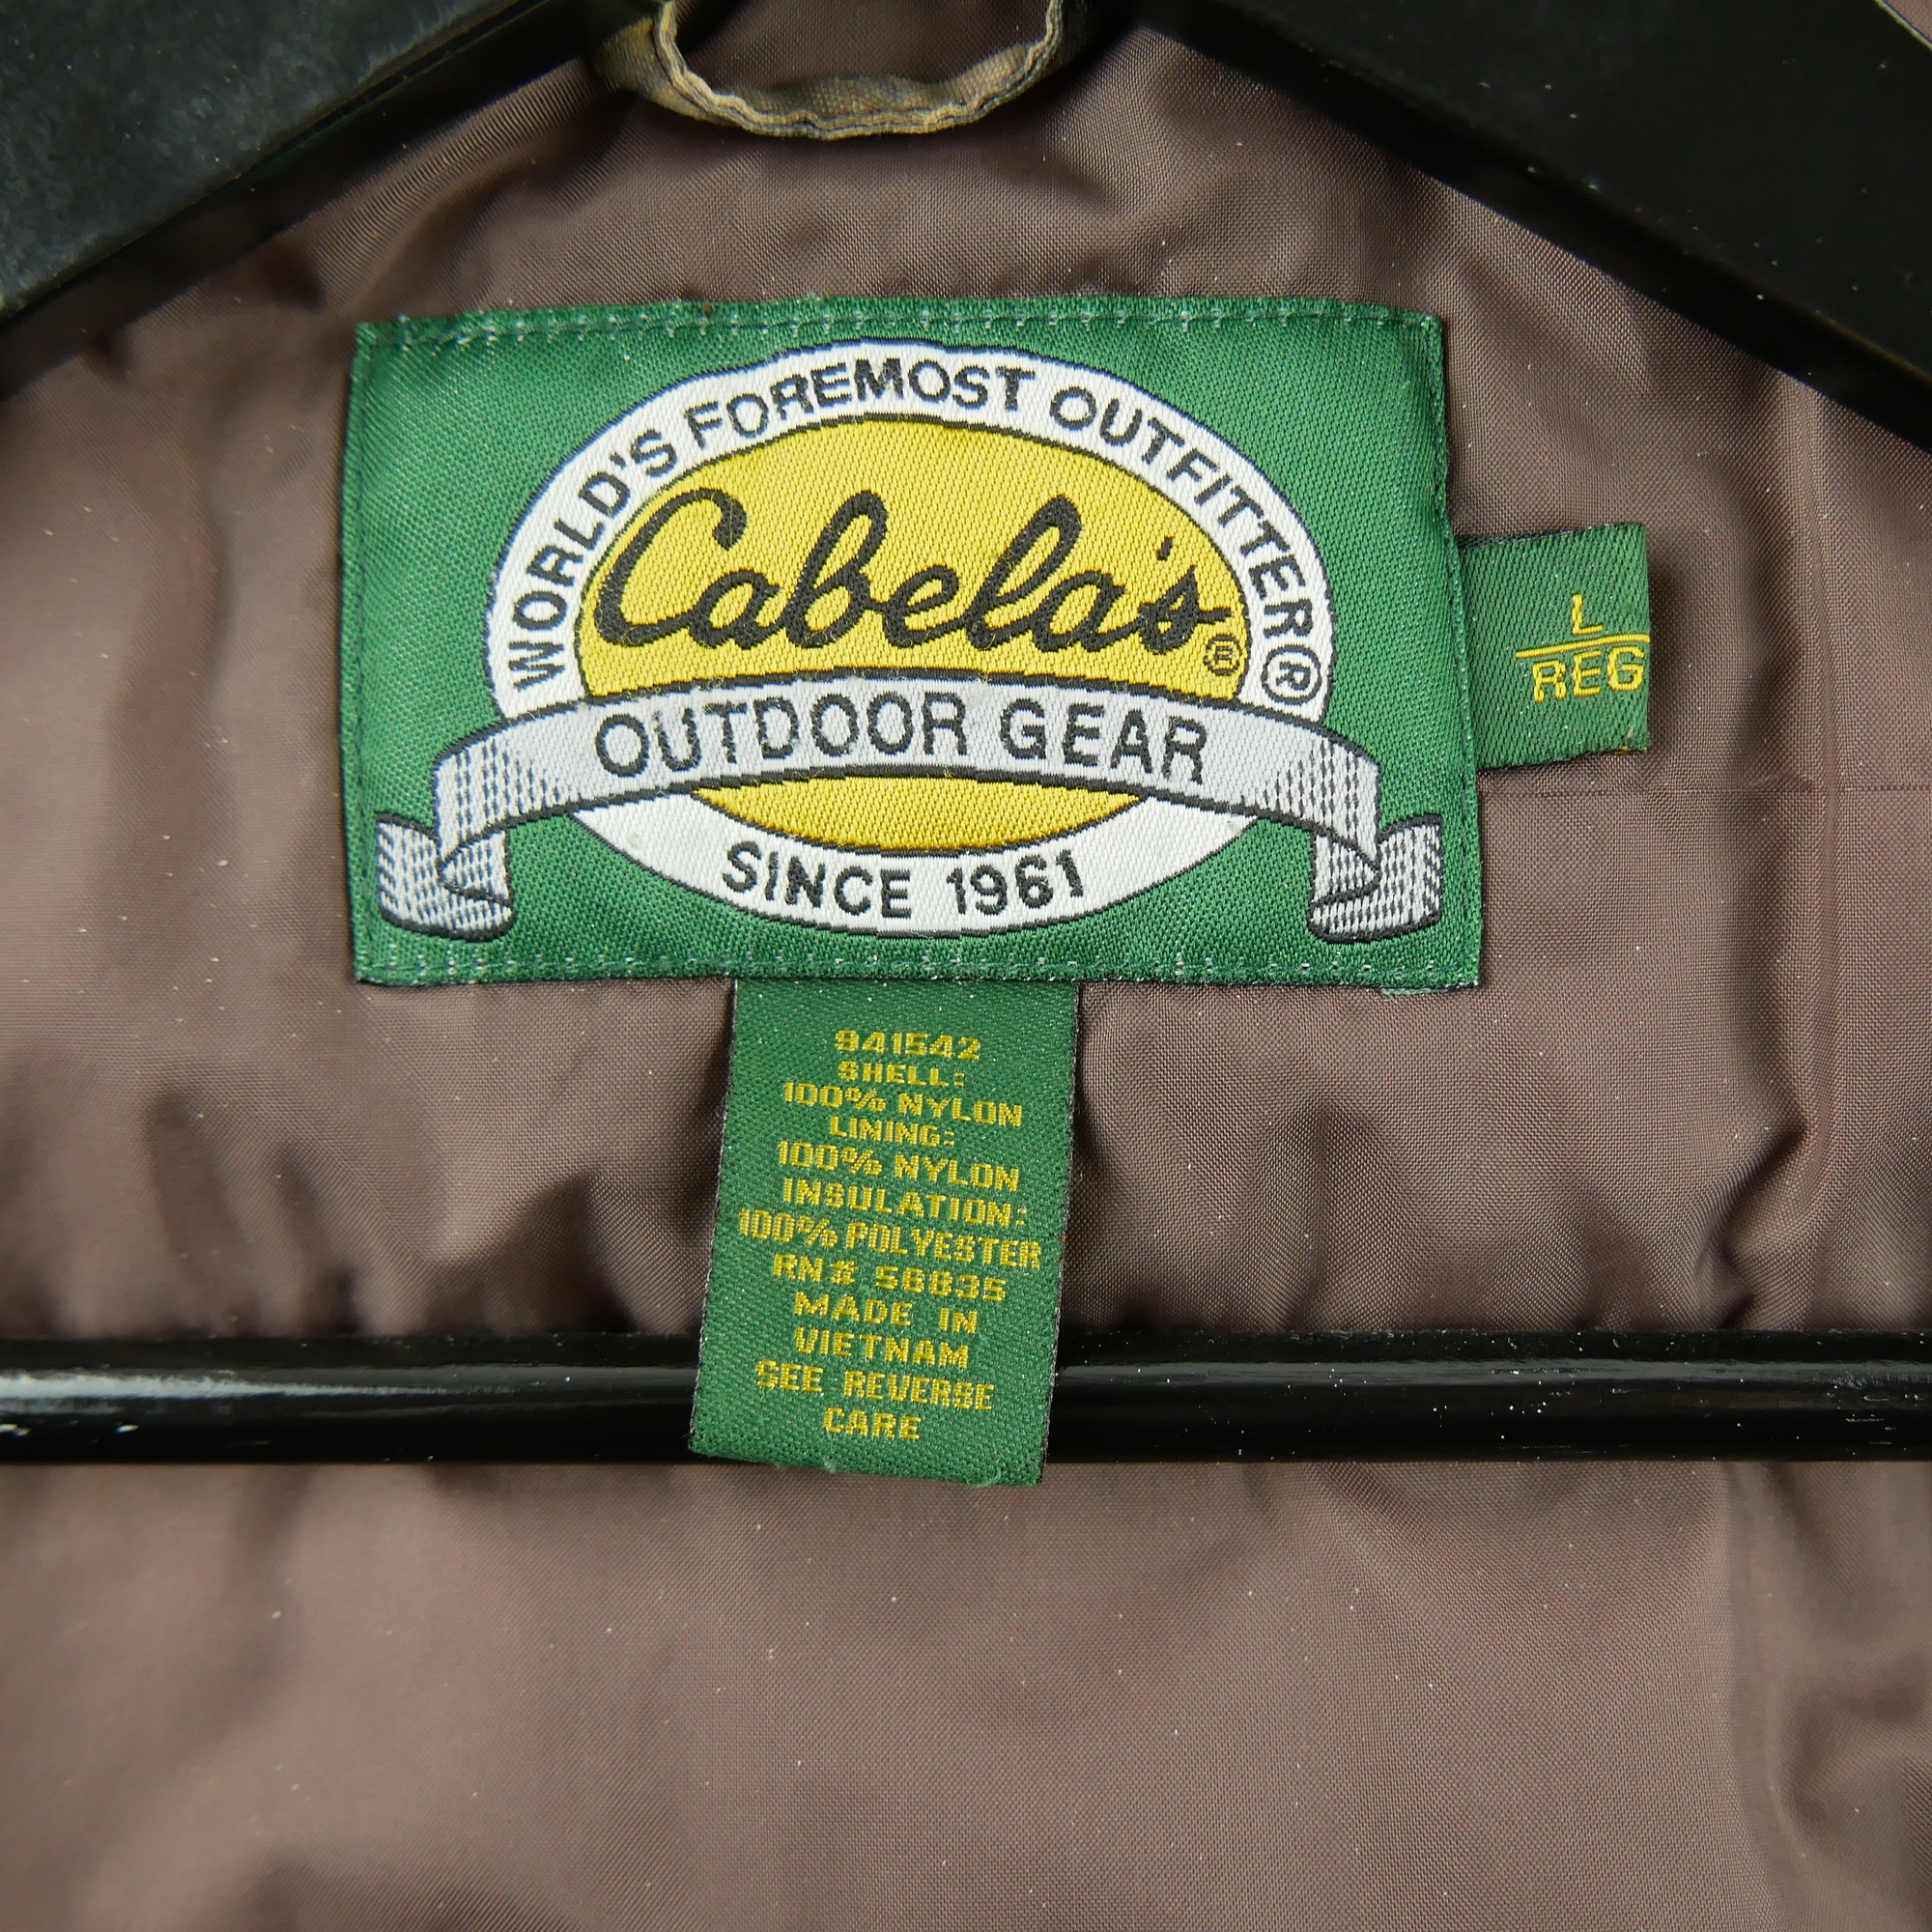 WORLD'S FOREMOST OUTFITTER®
Cabela's®
OUTDOOR GEAR
SINCE 1961
L
REG
941542
SHELL:
100% NYLON
LINING:
100% NYLON
INSULATION:
100% POLYESTER
RN# 56835
MADE IN
VIETNAM
SEE REVERSE
CARE